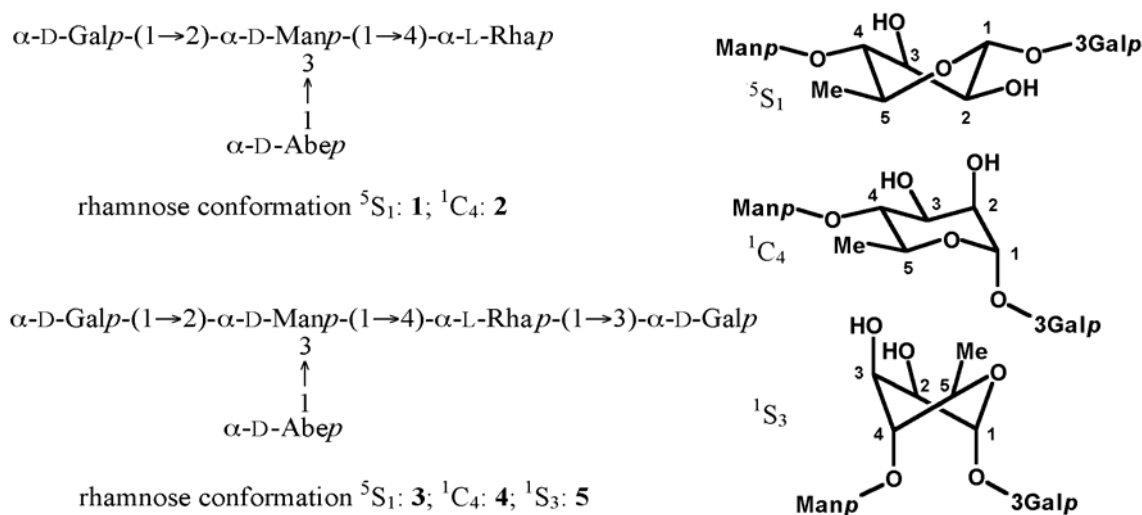 α-D-Galp-(1→2)-α-D-Manp-(1→4)-α-L-Rhap
3
↑
1
α-D-Abep
rhamnose conformation ⁵S₁: 1; ¹C₄: 2
α-D-Galp-(1→2)-α-D-Manp-(1→4)-α-L-Rhap-(1→3)-α-D-Galp
3
↑
1
α-D-Abep
rhamnose conformation ⁵S₁: 3; ¹C₄: 4; ¹S₃: 5
HO
4
1
3Galp
Manp
3
O
O
O
Me
OH
⁵S₁
5
2
OH
HO
4
2
Manp
3
O
O
Me
¹C₄
1
5
O
3Galp
HO
Me
HO
O
3
2
5
¹S₃
4
1
O
O
Manp
3Galp